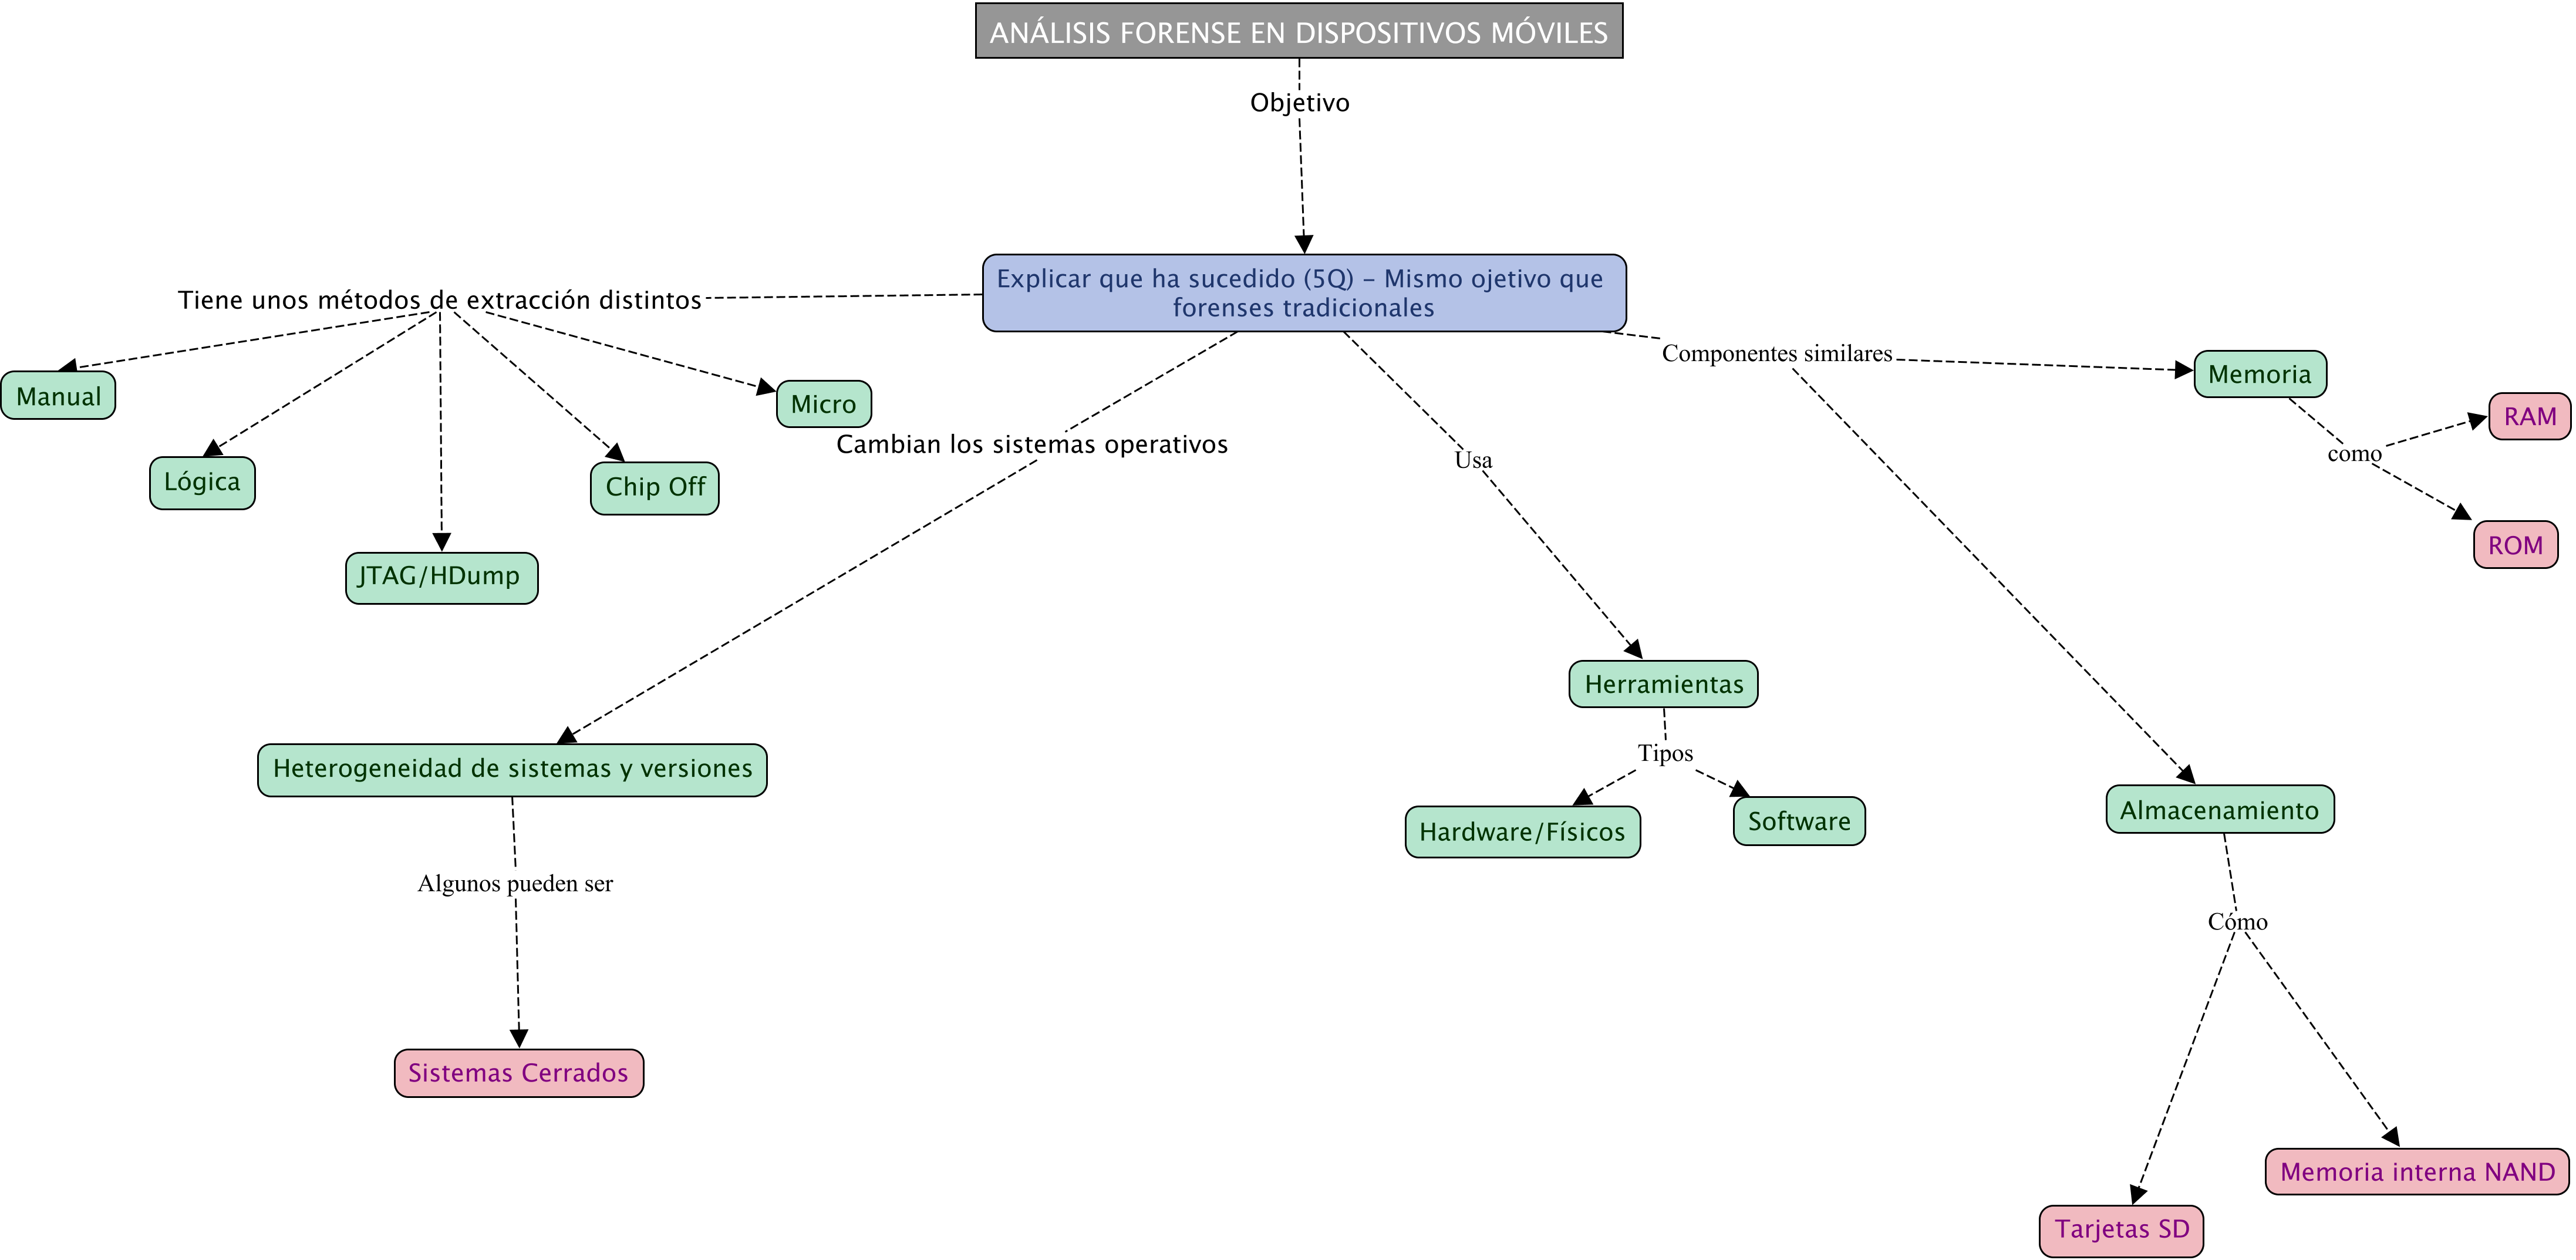 ANÁLISIS FORENSE EN DISPOSITIVOS MÓVILES
Objetivo
Explicar que ha sucedido (5Q) – Mismo ojetivo que
forenses tradicionales
Tiene unos métodos de extracción distintos
Manual
Lógica
JTAG/HDump
Chip Off
Micro
Cambian los sistemas operativos
Heterogeneidad de sistemas y versiones
Algunos pueden ser
Sistemas Cerrados
Usa
Herramientas
Tipos
Hardware/Físicos
Software
Componentes similares
Memoria
como
RAM
ROM
Almacenamiento
Cómo
Tarjetas SD
Memoria interna NAND